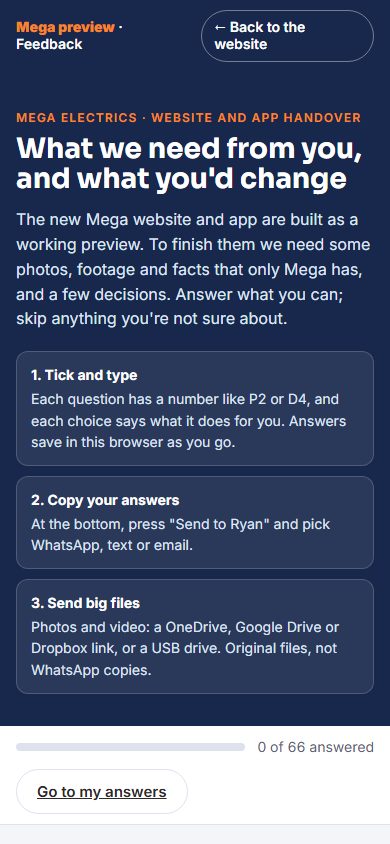 Mega preview ·
Feedback
← Back to the
website
MEGA ELECTRICS · WEBSITE AND APP HANDOVER
What we need from you,
and what you'd change
The new Mega website and app are built as a
working preview. To finish them we need some
photos, footage and facts that only Mega has,
and a few decisions. Answer what you can;
skip anything you're not sure about.
1. Tick and type
Each question has a number like P2 or D4, and
each choice says what it does for you. Answers
save in this browser as you go.
2. Copy your answers
At the bottom, press "Send to Ryan" and pick
WhatsApp, text or email.
3. Send big files
Photos and video: a OneDrive, Google Drive or
Dropbox link, or a USB drive. Original files, not
WhatsApp copies.
0 of 66 answered
Go to my answers